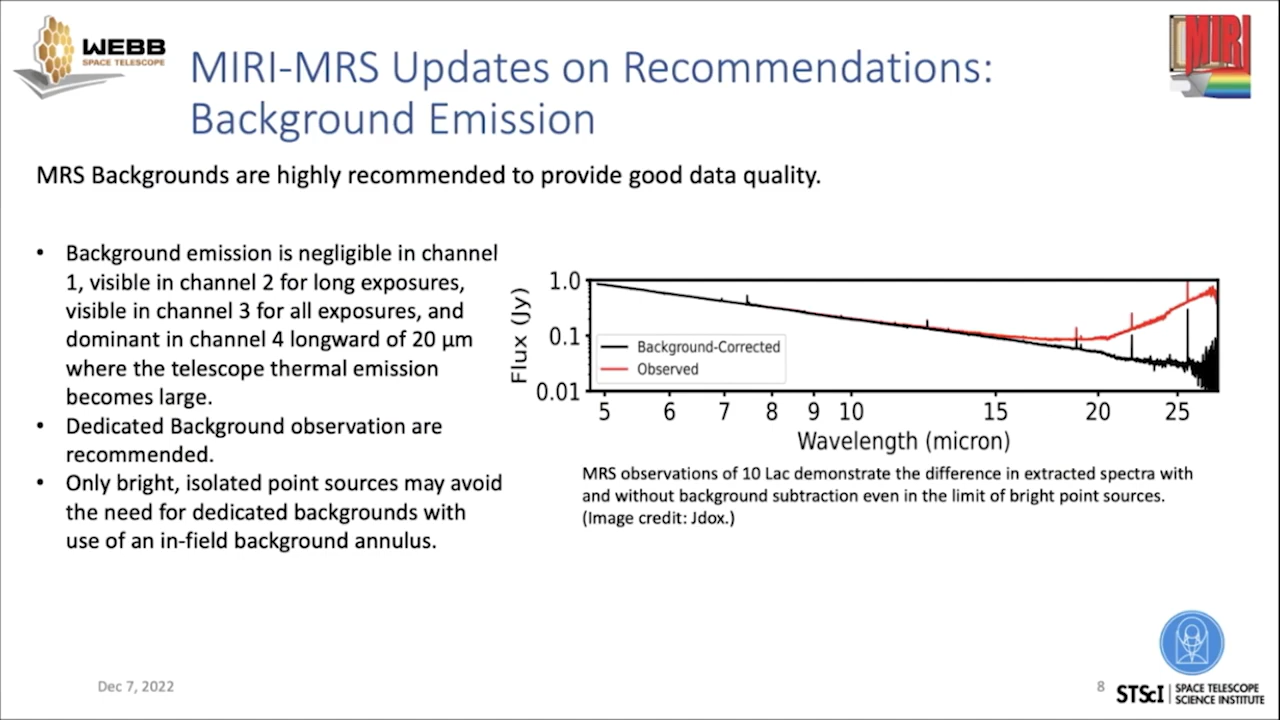 WEBB
SPACE TELESCOPE
MIRI
MIRI-MRS Updates on Recommendations:
Background Emission
MRS Backgrounds are highly recommended to provide good data quality.
• Background emission is negligible in channel
1, visible in channel 2 for long exposures,
visible in channel 3 for all exposures, and
dominant in channel 4 longward of 20 µm
where the telescope thermal emission
becomes large.
• Dedicated Background observation are
recommended.
• Only bright, isolated point sources may avoid
the need for dedicated backgrounds with
use of an in-field background annulus.
Flux (Jy)
1.0
0.1
0.01
Background-Corrected
Observed
5 6 7 8 9 10 15 20 25
Wavelength (micron)
MRS observations of 10 Lac demonstrate the difference in extracted spectra with
and without background subtraction even in the limit of bright point sources.
(Image credit: Jdox.)
Dec 7, 2022
8
STScI | SPACE TELESCOPE
SCIENCE INSTITUTE